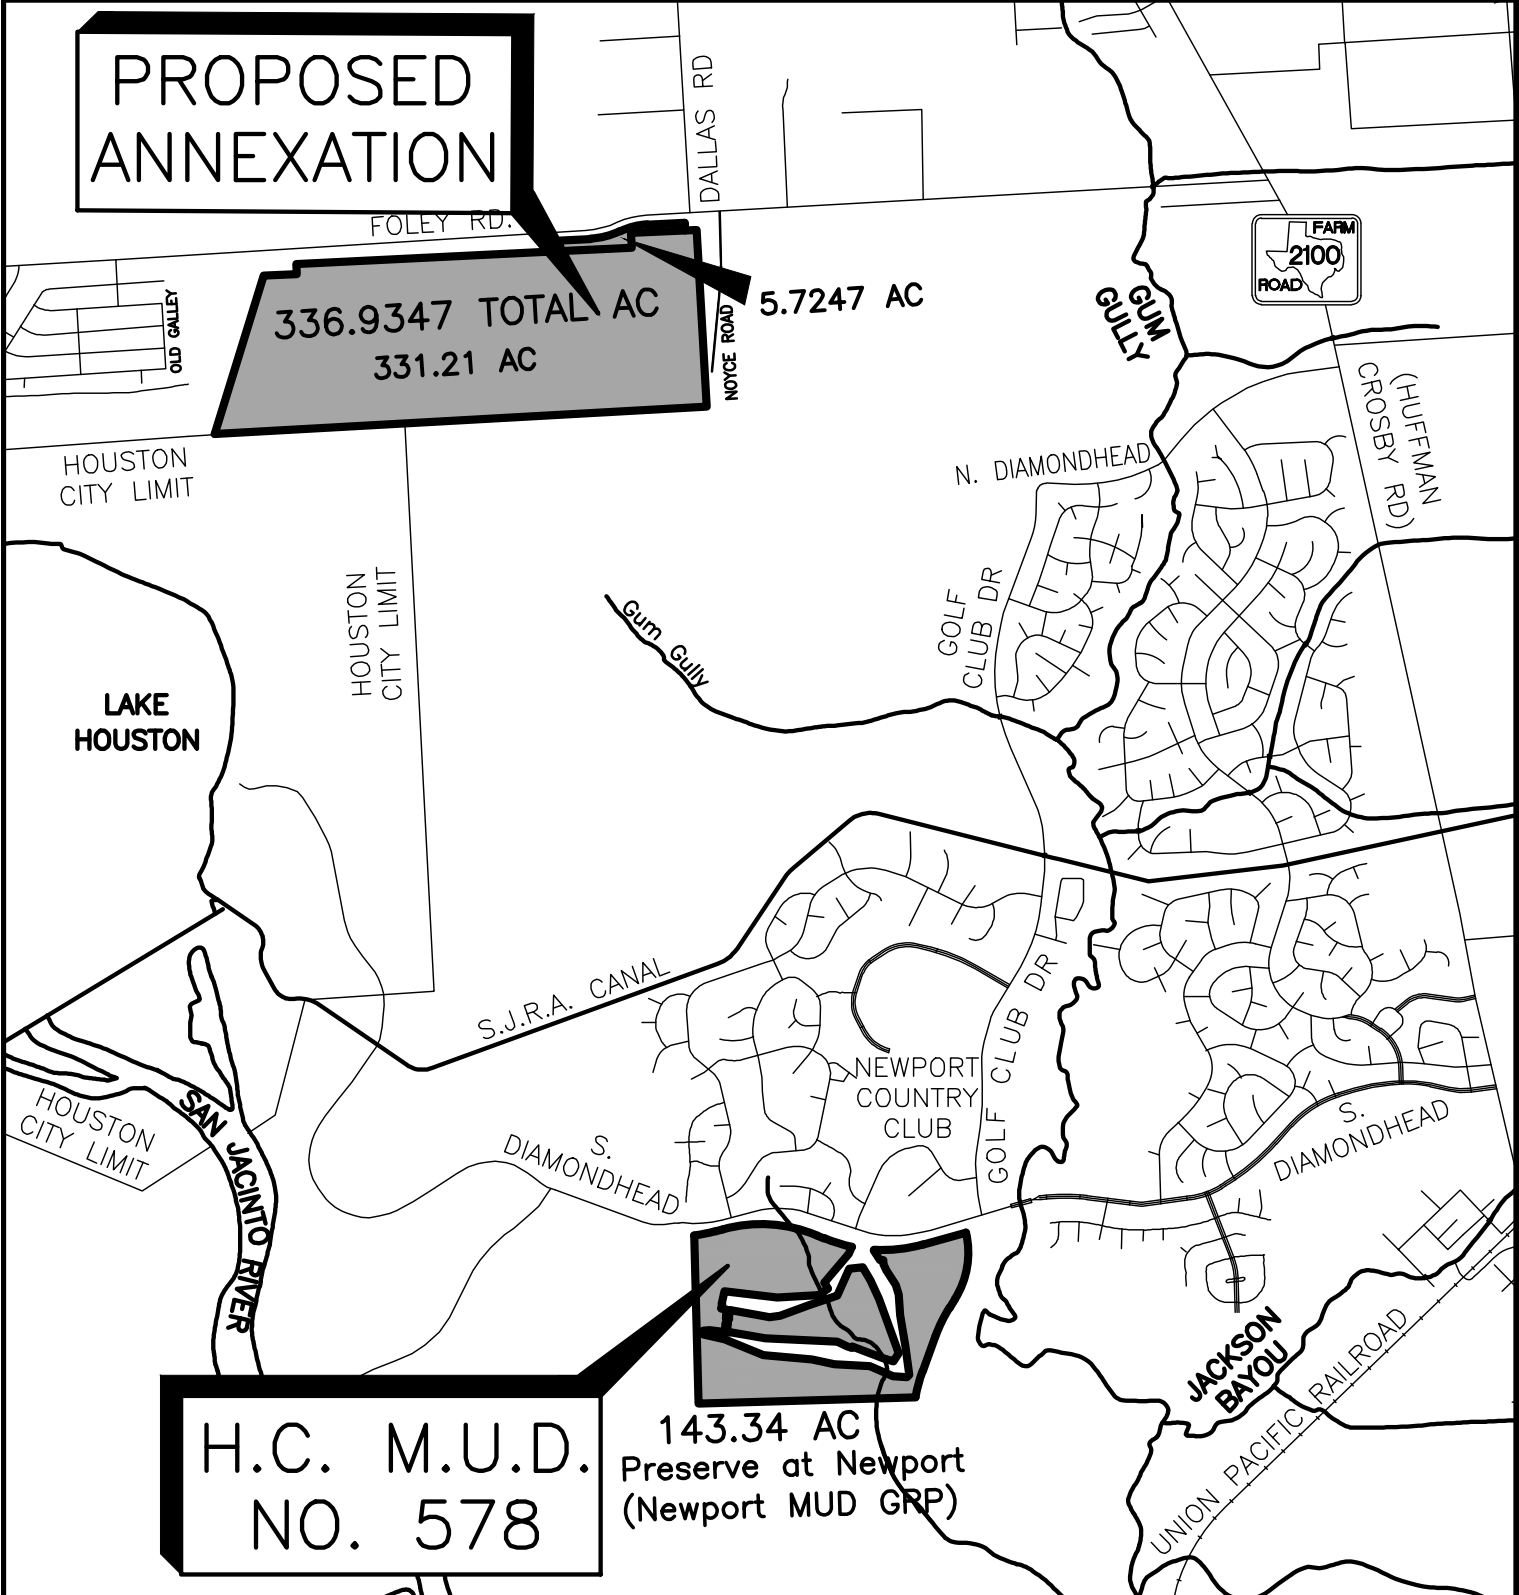 PROPOSED
ANNEXATION
DALLAS RD
FOLEY RD.
FARM
2100
ROAD
336.9347 TOTAL AC
331.21 AC
5.7247 AC
OLD GALLEY
NOYCE ROAD
GUM
GULLY
(HUFFMAN
CROSBY RD)
HOUSTON
CITY LIMIT
N. DIAMONDHEAD
HOUSTON
CITY LIMIT
Gum Gully
GOLF
CLUB DR
LAKE
HOUSTON
S.J.R.A. CANAL
GOLF CLUB DR
NEWPORT
COUNTRY
CLUB
HOUSTON
CITY LIMIT
SAN JACINTO RIVER
S.
DIAMONDHEAD
S.
DIAMONDHEAD
JACKSON
BAYOU
UNION PACIFIC RAILROAD
H.C. M.U.D.
NO. 578
143.34 AC
Preserve at Newport
(Newport MUD GRP)